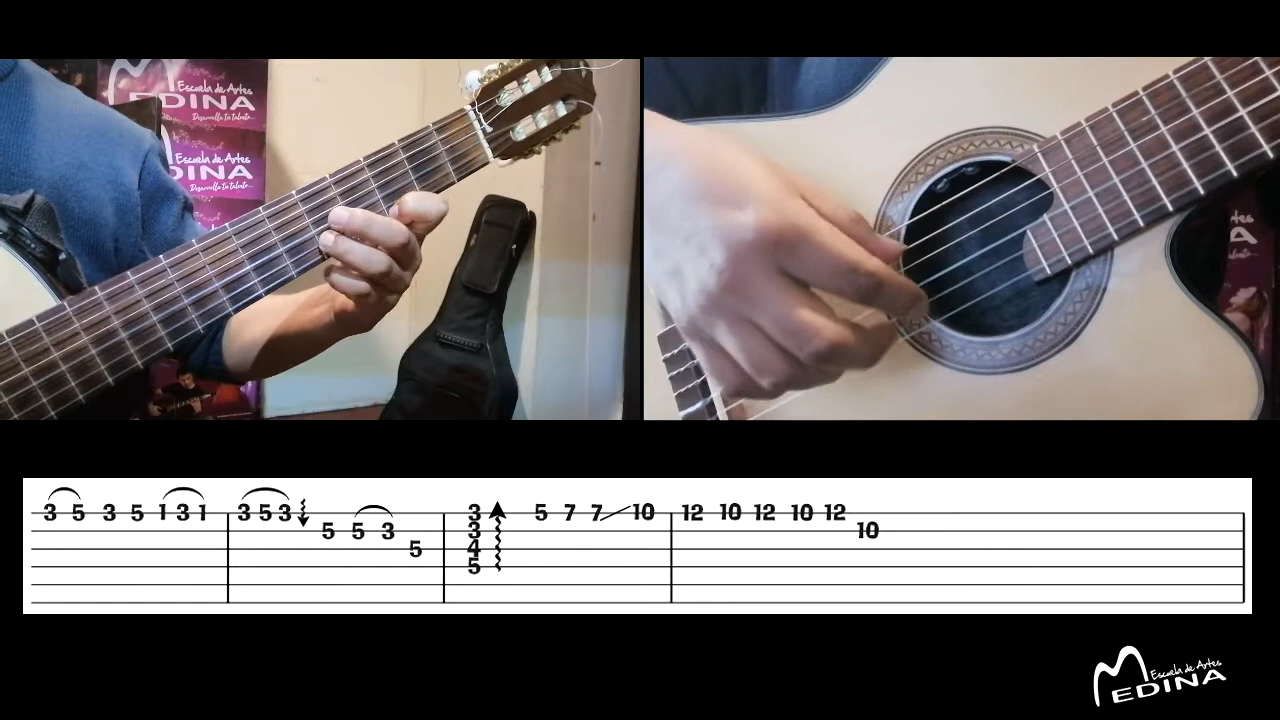 Escuela de Artes
EDINA
Desarrolla tu talento...
Escuela de Artes
DINA
Desarrolla tu talento...
Artes
3 5 3 5 1 3 1 3 5 3 3 5 7 7 10 12 10 12 10 12
5 5 3 3 10
5 4
5
Escuela de Artes
MEDINA